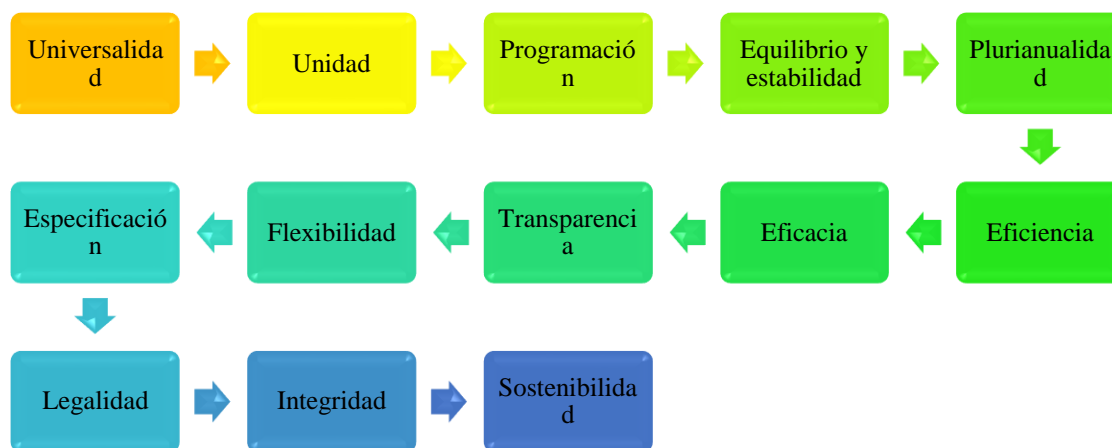 Universalida
d
Unidad
Programació
n
Equilibrio y
estabilidad
Plurianualida
d
Eficiencia
Eficacia
Transparenci
a
Flexibilidad
Especificació
n
Legalidad
Integridad
Sostenibilida
d